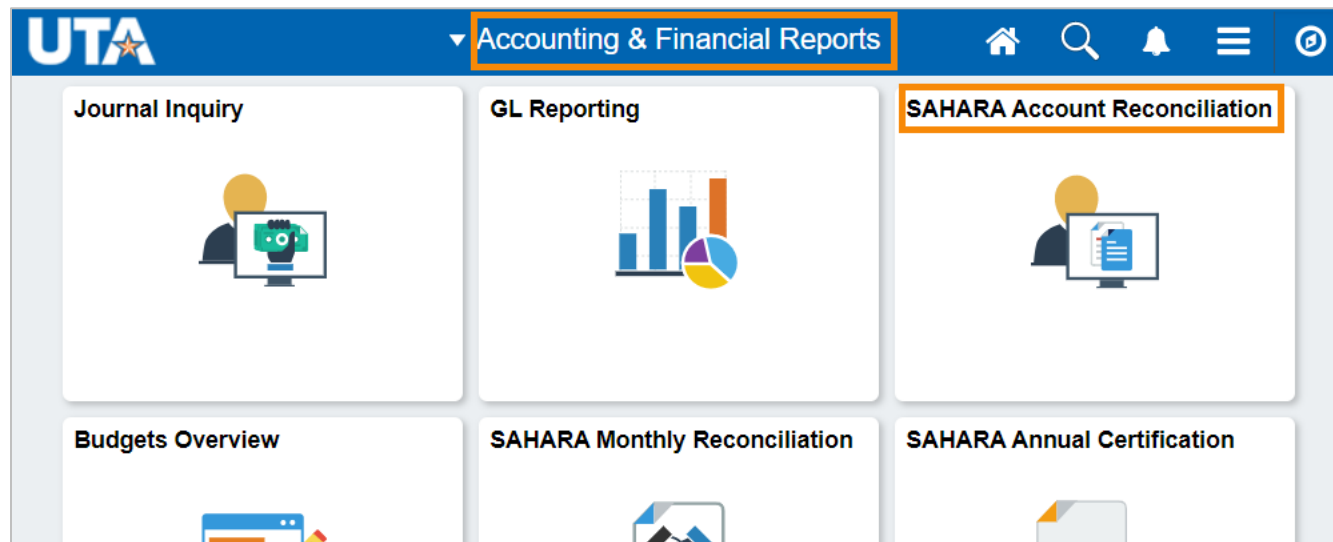 UTA
Accounting & Financial Reports
Journal Inquiry
GL Reporting
SAHARA Account Reconciliation
Budgets Overview
SAHARA Monthly Reconciliation
SAHARA Annual Certification